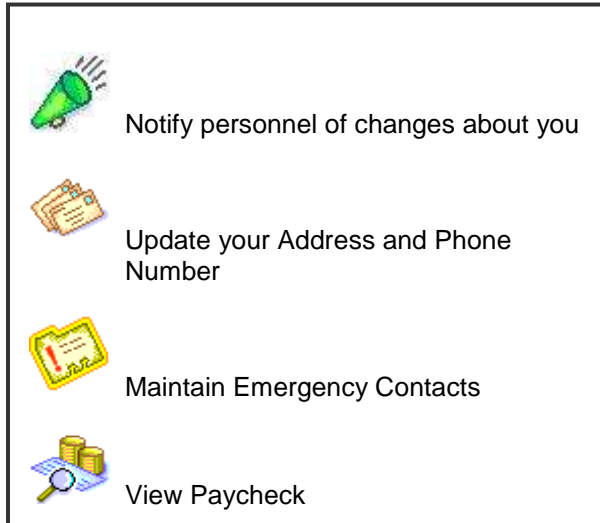 Notify personnel of changes about you
Update your Address and Phone
Number
Maintain Emergency Contacts
View Paycheck